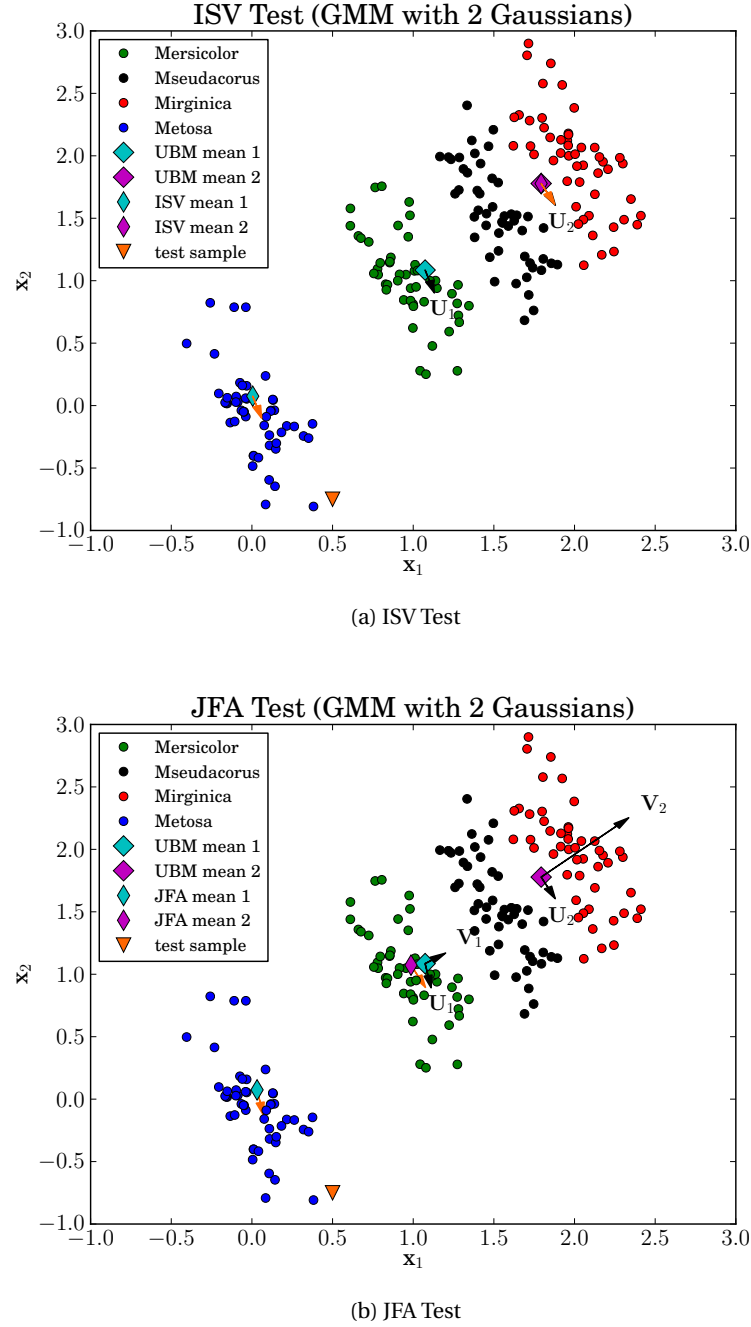 ISV Test (GMM with 2 Gaussians)
3.0
2.5
2.0
1.5
1.0
0.5
0.0
−0.5
−1.0
x₂
Mersicolor
Mseudacorus
Mirginica
Metosa
UBM mean 1
UBM mean 2
ISV mean 1
ISV mean 2
test sample
U₂
U₁
−1.0 −0.5 0.0 0.5 1.0 1.5 2.0 2.5 3.0
x₁
(a) ISV Test
JFA Test (GMM with 2 Gaussians)
3.0
2.5
2.0
1.5
1.0
0.5
0.0
−0.5
−1.0
x₂
Mersicolor
Mseudacorus
Mirginica
Metosa
UBM mean 1
UBM mean 2
JFA mean 1
JFA mean 2
test sample
V₂
U₂
V₁
U₁
−1.0 −0.5 0.0 0.5 1.0 1.5 2.0 2.5 3.0
x₁
(b) JFA Test